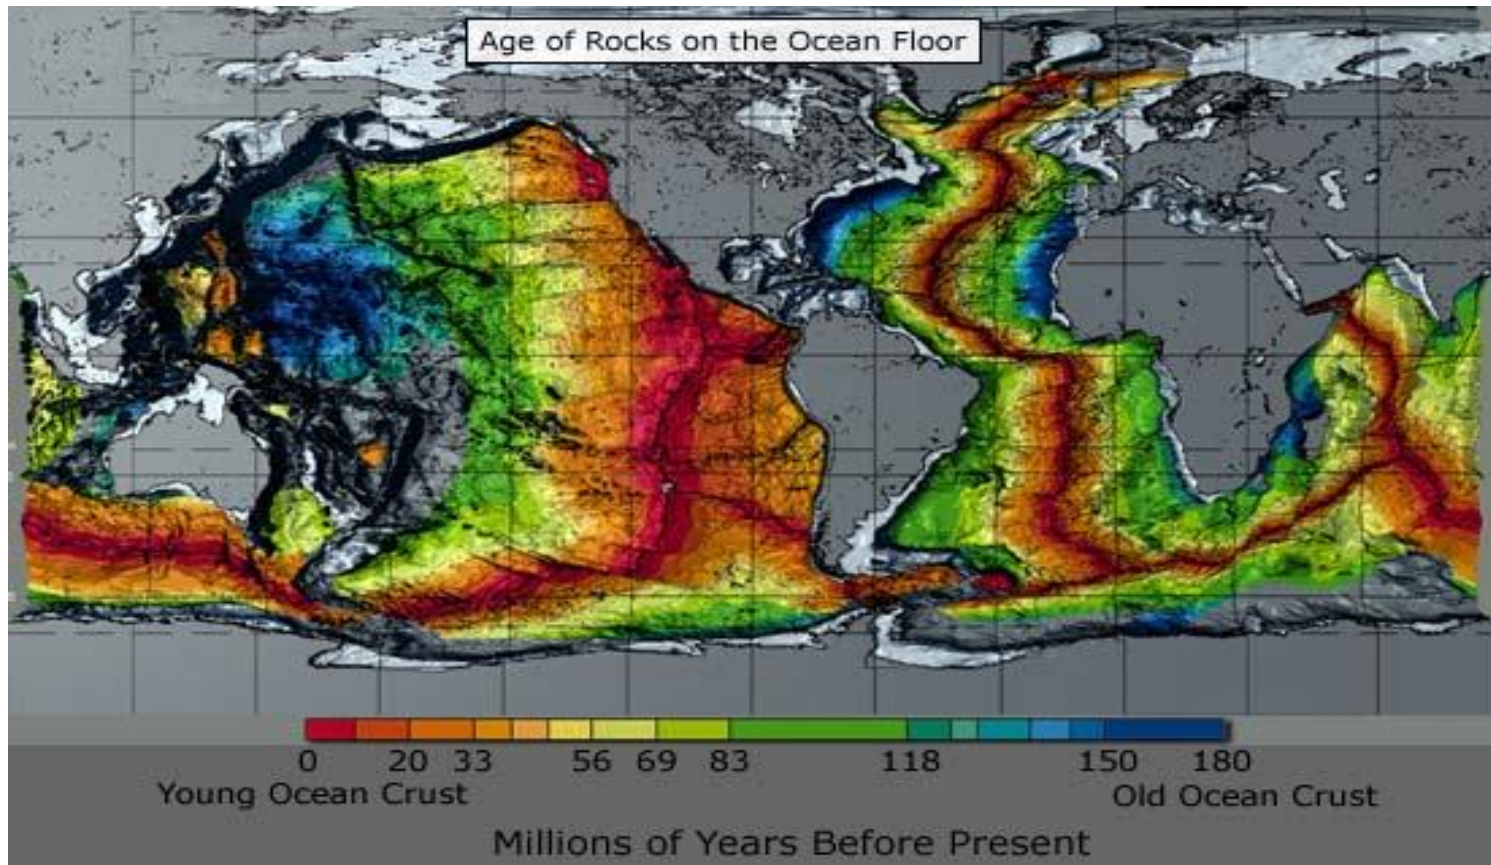 Age of Rocks on the Ocean Floor
0 20 33 56 69 83 118 150 180
Young Ocean Crust Old Ocean Crust
Millions of Years Before Present